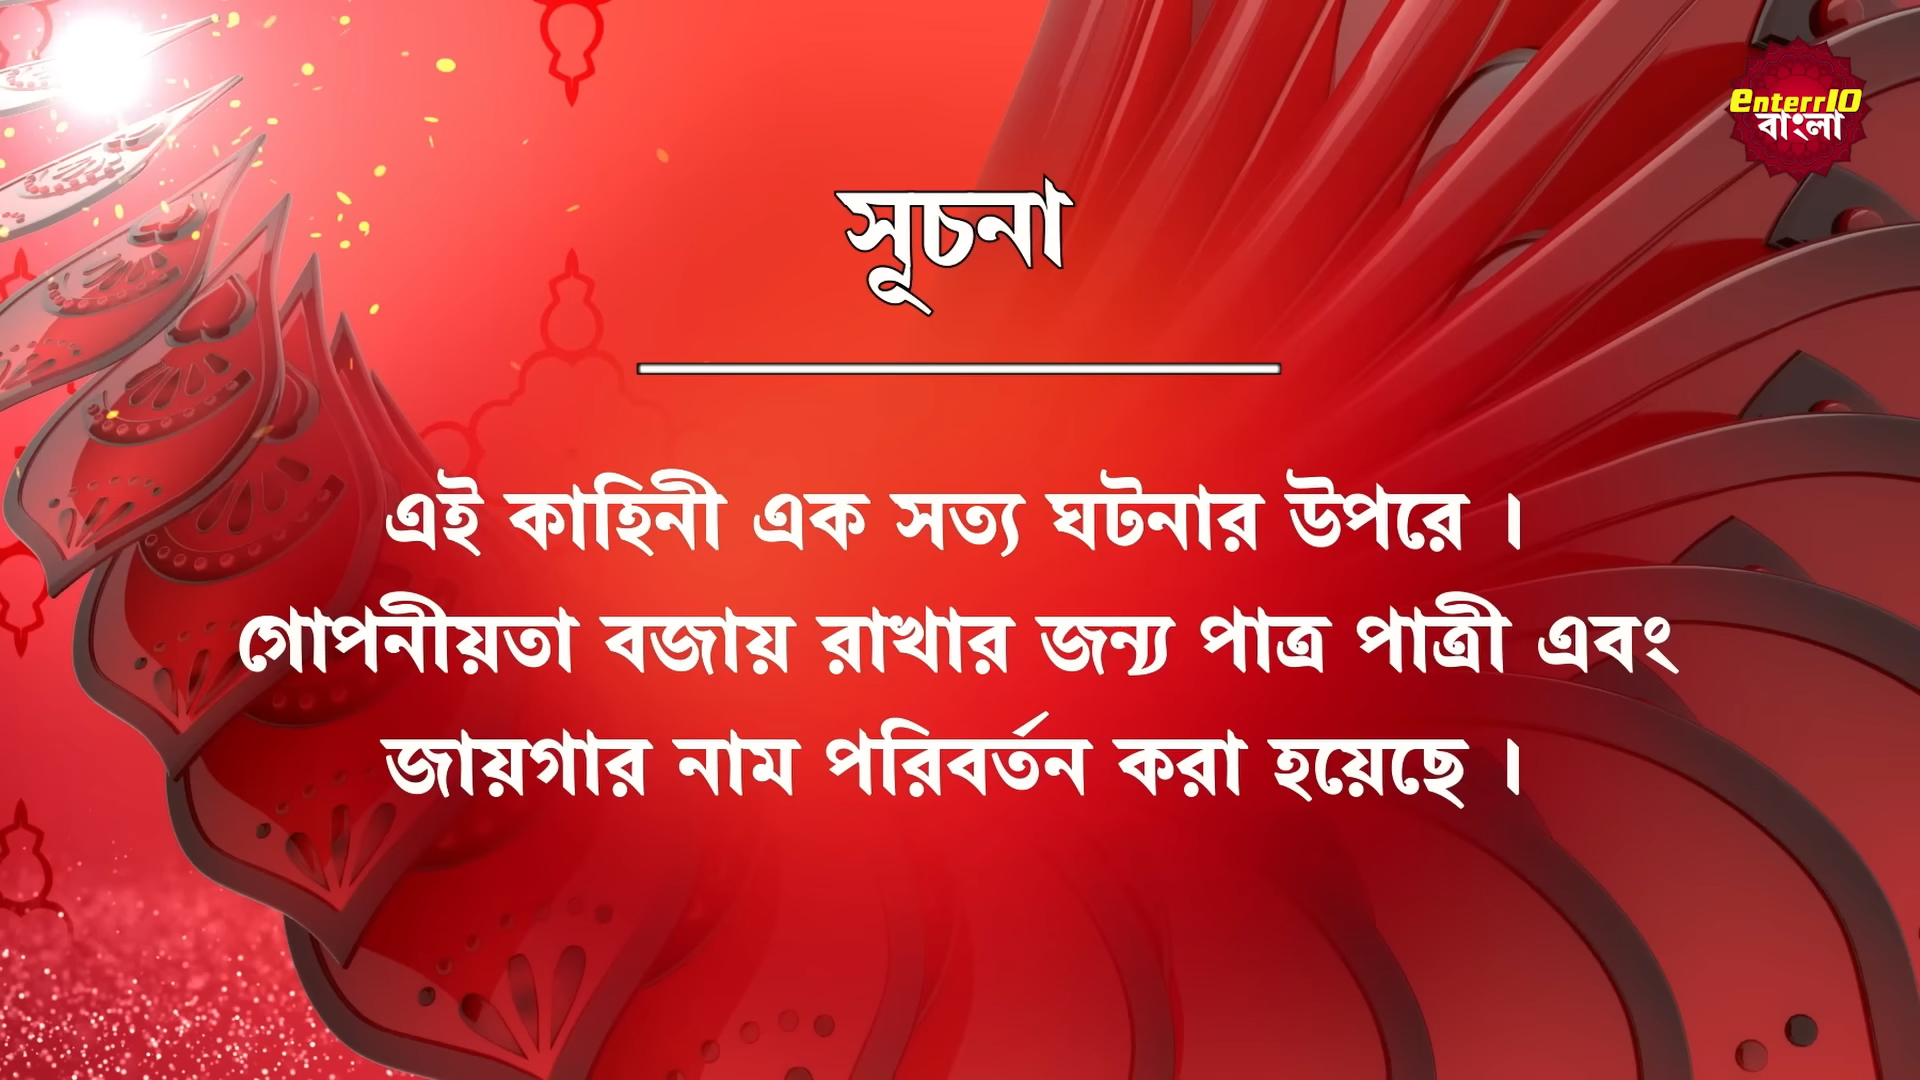 enterr10
বাংলা
সূচনা
এই কাহিনী এক সত্য ঘটনার উপরে ।
গোপনীয়তা বজায় রাখার জন্য পাত্র পাত্রী এবং
জায়গার নাম পরিবর্তন করা হয়েছে ।